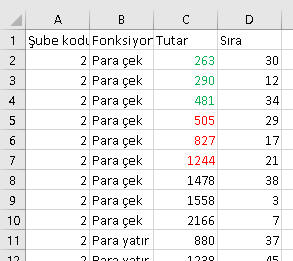 A B C D
1 Şube kodu Fonksiyon Tutar Sıra
2 2 Para çek 263 30
3 2 Para çek 290 12
4 2 Para çek 481 34
5 2 Para çek 505 29
6 2 Para çek 827 17
7 2 Para çek 1244 21
8 2 Para çek 1478 38
9 2 Para çek 1558 3
10 2 Para çek 2166 7
11 2 Para yatır 880 37
12 2 Para yatır 1238 45